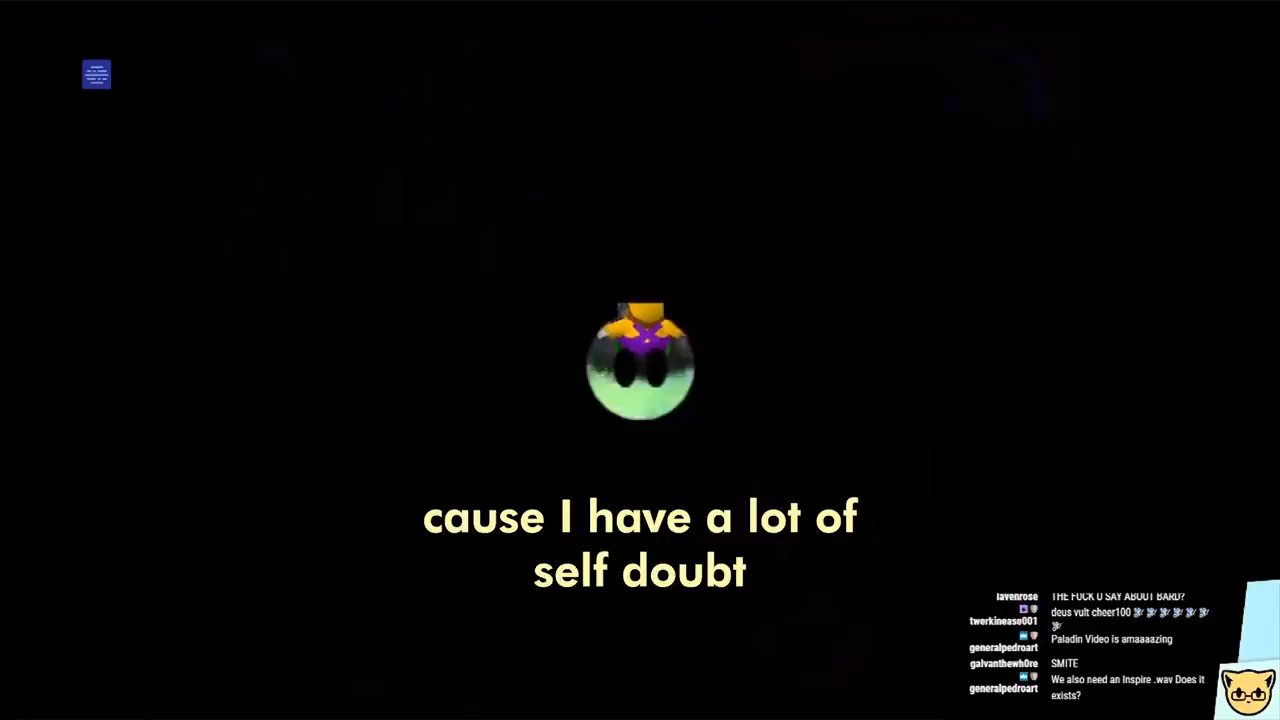 cause I have a lot of
self doubt
lavenrose THE FUCK U SAY ABOUT BARD?
twerkinease001 deus vult cheer100
generalpedroart Paladin Video is amaaaazing
galvanthewh0re SMITE
generalpedroart We also need an Inspire .wav Does it
exists?